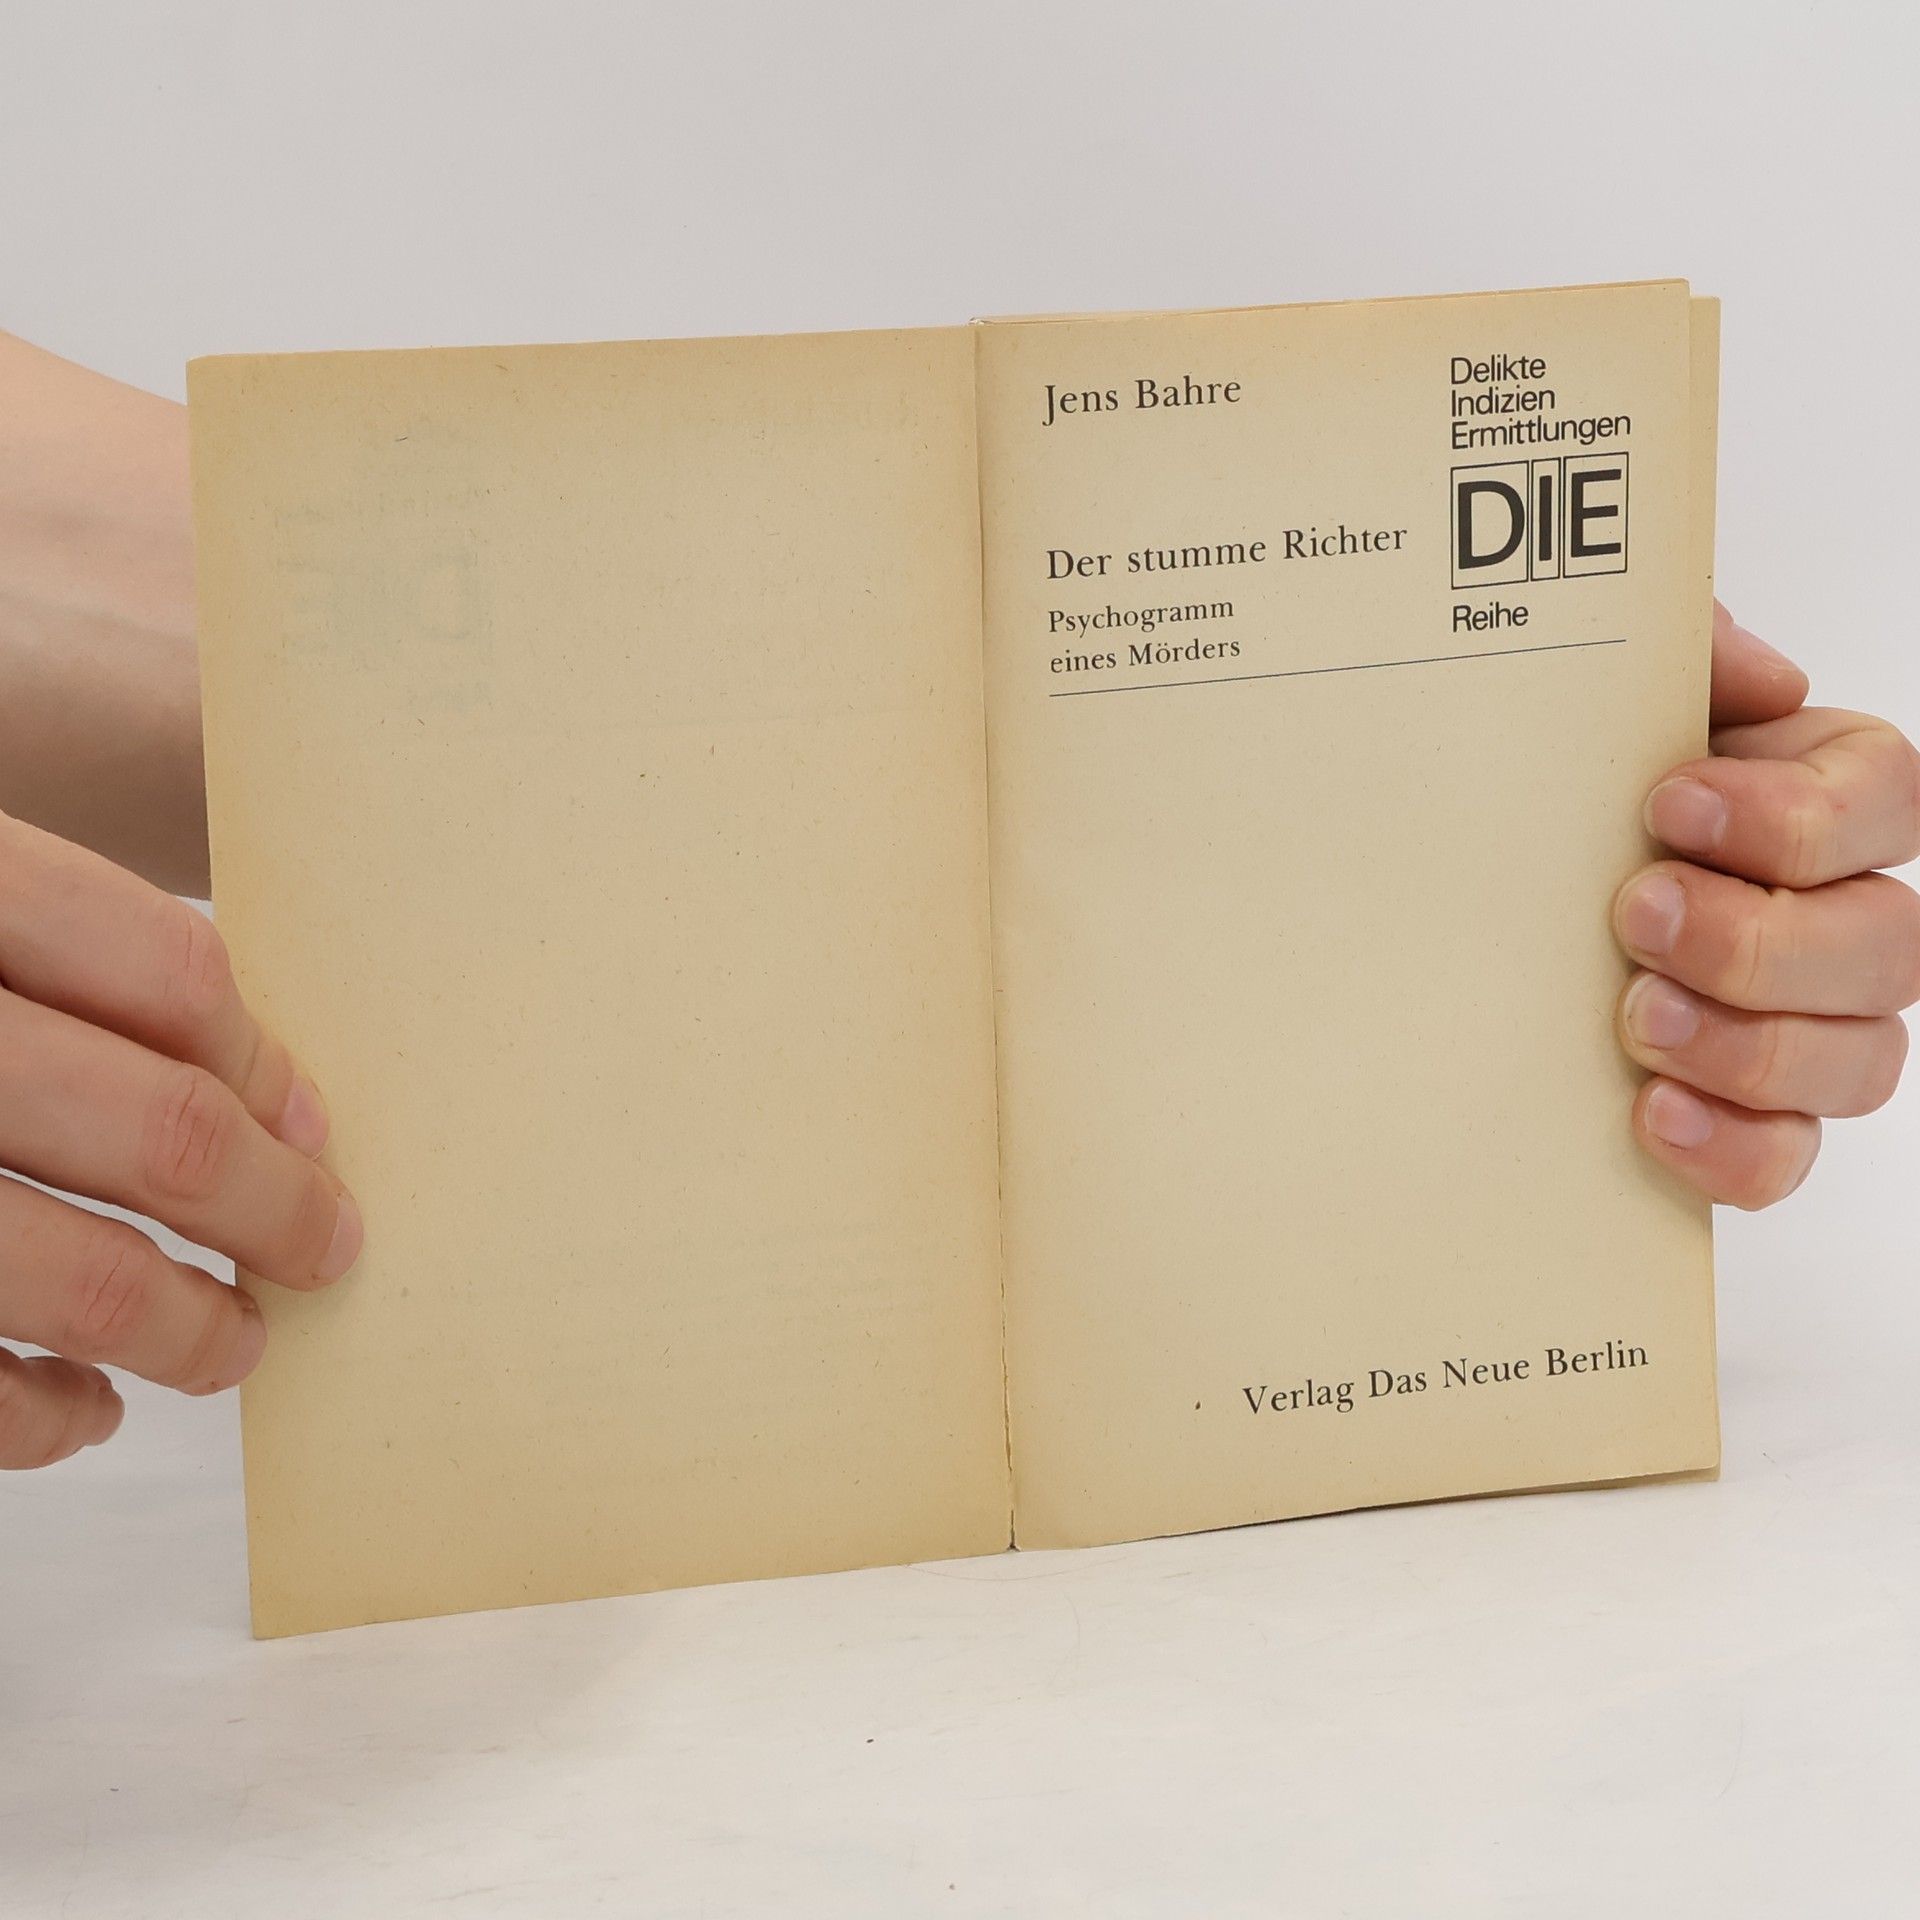 Jens Bahre
Delikte
Indizien
Ermittlungen
DIE
Reihe
Der stumme Richter
Psychogramm
eines Mörders
Verlag Das Neue Berlin